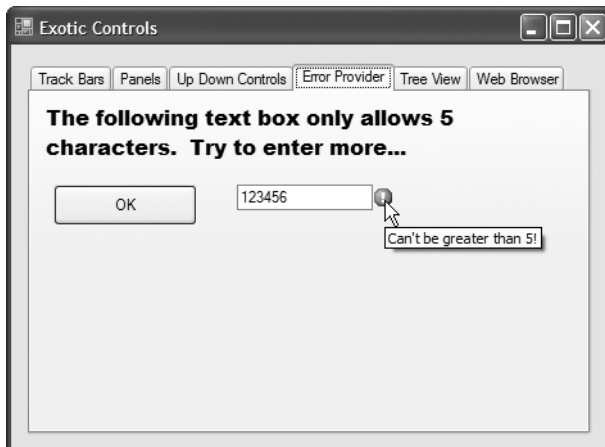 Exotic Controls
Track Bars Panels Up Down Controls Error Provider Tree View Web Browser
The following text box only allows 5
characters. Try to enter more...
OK 123456
Can't be greater than 5!